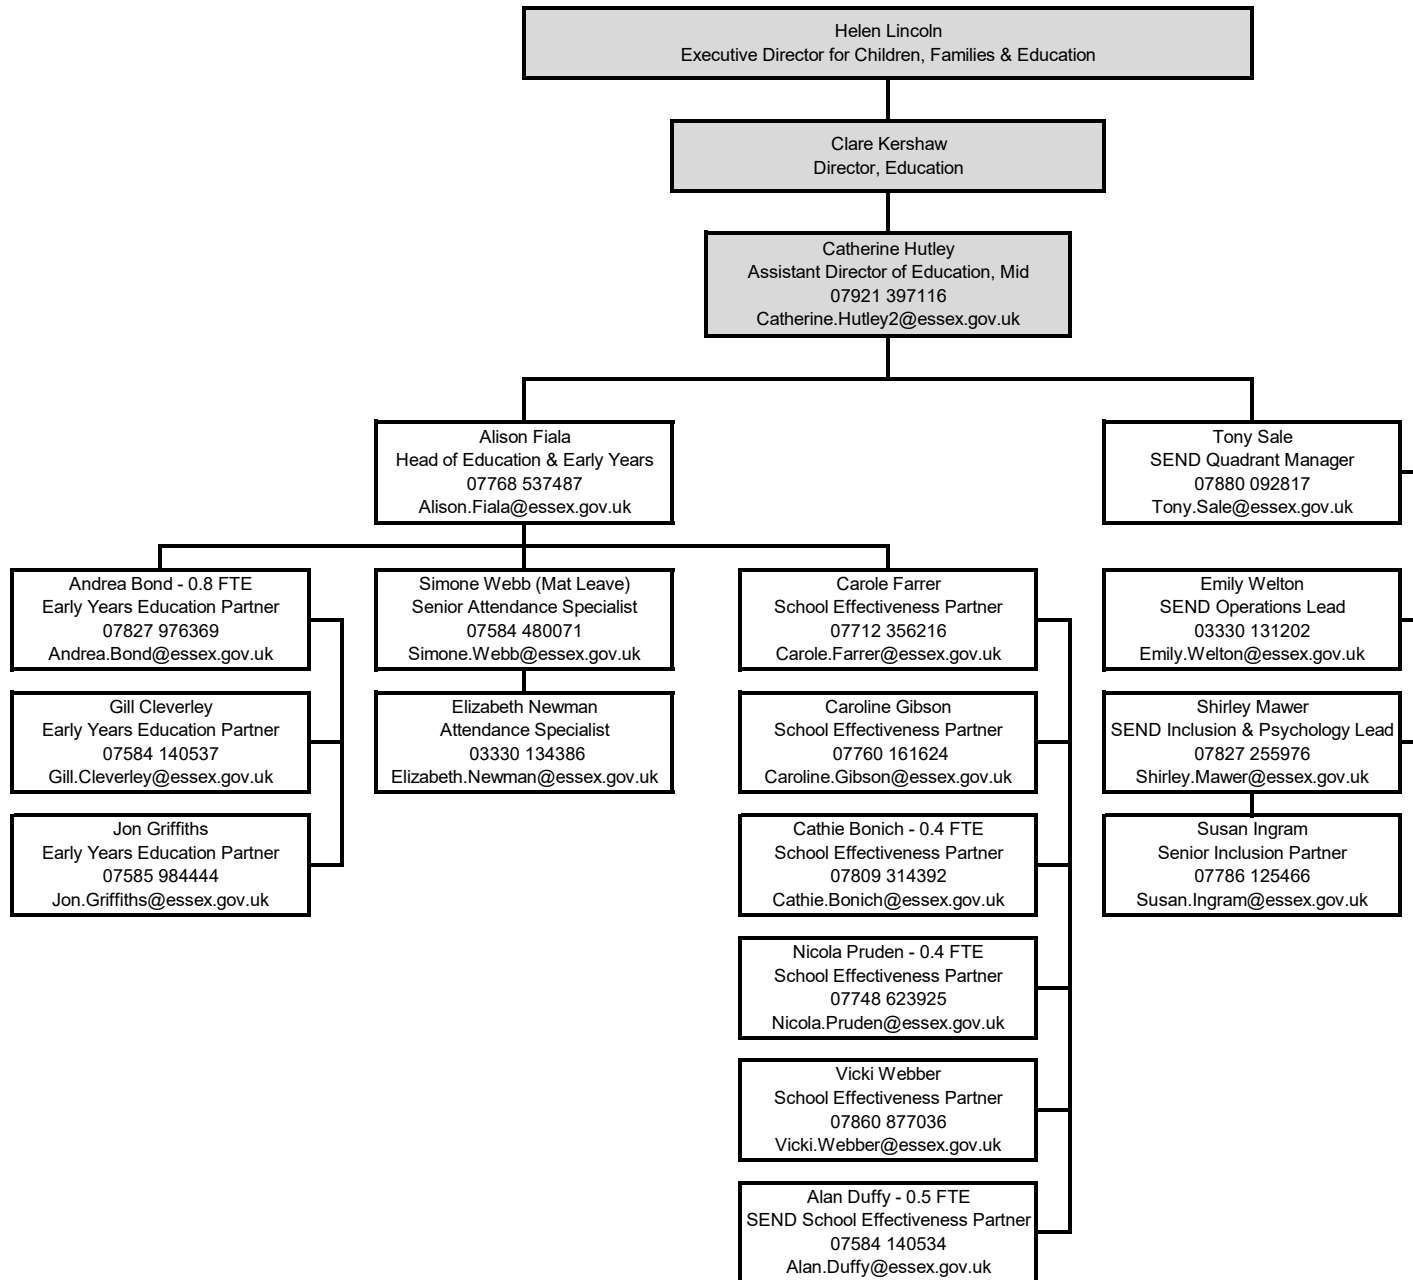 Helen Lincoln
Executive Director for Children, Families & Education
Clare Kershaw
Director, Education
Catherine Hutley
Assistant Director of Education, Mid
07921 397116
Catherine.Hutley2@essex.gov.uk
Alison Fiala
Head of Education & Early Years
07768 537487
Alison.Fiala@essex.gov.uk
Tony Sale
SEND Quadrant Manager
07880 092817
Tony.Sale@essex.gov.uk
Andrea Bond - 0.8 FTE
Early Years Education Partner
07827 976369
Andrea.Bond@essex.gov.uk
Simone Webb (Mat Leave)
Senior Attendance Specialist
07584 480071
Simone.Webb@essex.gov.uk
Carole Farrer
School Effectiveness Partner
07712 356216
Carole.Farrer@essex.gov.uk
Emily Welton
SEND Operations Lead
03330 131202
Emily.Welton@essex.gov.uk
Gill Cleverley
Early Years Education Partner
07584 140537
Gill.Cleverley@essex.gov.uk
Elizabeth Newman
Attendance Specialist
03330 134386
Elizabeth.Newman@essex.gov.uk
Caroline Gibson
School Effectiveness Partner
07760 161624
Caroline.Gibson@essex.gov.uk
Shirley Mawer
SEND Inclusion & Psychology Lead
07827 255976
Shirley.Mawer@essex.gov.uk
Jon Griffiths
Early Years Education Partner
07585 984444
Jon.Griffiths@essex.gov.uk
Cathie Bonich - 0.4 FTE
School Effectiveness Partner
07809 314392
Cathie.Bonich@essex.gov.uk
Susan Ingram
Senior Inclusion Partner
07786 125466
Susan.Ingram@essex.gov.uk
Nicola Pruden - 0.4 FTE
School Effectiveness Partner
07748 623925
Nicola.Pruden@essex.gov.uk
Vicki Webber
School Effectiveness Partner
07860 877036
Vicki.Webber@essex.gov.uk
Alan Duffy - 0.5 FTE
SEND School Effectiveness Partner
07584 140534
Alan.Duffy@essex.gov.uk